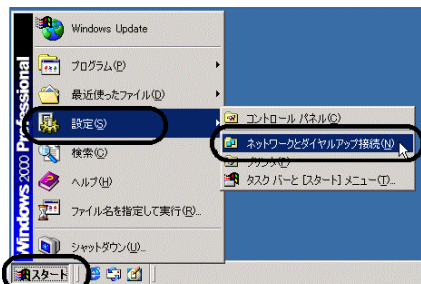 Windows 2000 Professional
Windows Update
プログラム(P)
最近使ったファイル(D)
設定(S)
検索(C)
ヘルプ(H)
ファイル名を指定して実行(R)...
シャットダウン(U)...
コントロール パネル(C)
ネットワークとダイヤルアップ接続(N)
プリンタ(P)
タスク バーと [スタート] メニュー(T)...
スタート